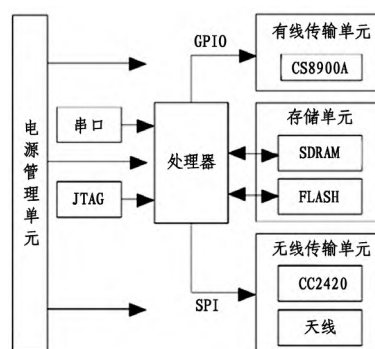 电源管理单元
串口
JTAG
处理器
GPIO
SPI
有线传输单元
CS8900A
存储单元
SDRAM
FLASH
无线传输单元
CC2420
天线